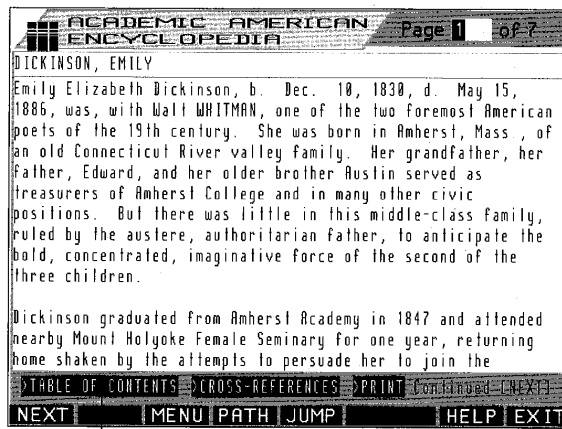 ACADEMIC AMERICAN
ENCYCLOPEDIA
Page 1 of 7
DICKINSON, EMILY
Emily Elizabeth Dickinson, b. Dec. 10, 1830, d. May 15,
1886, was, with Walt WHITMAN, one of the two foremost American
poets of the 19th century. She was born in Amherst, Mass., of
an old Connecticut River valley family. Her grandfather, her
father, Edward, and her older brother Austin served as
treasurers of Amherst College and in many other civic
positions. But there was little in this middle-class family,
ruled by the austere, authoritarian father, to anticipate the
bold, concentrated, imaginative force of the second of the
three children.
Dickinson graduated from Amherst Academy in 1847 and attended
nearby Mount Holyoke Female Seminary for one year, returning
home shaken by the attempts to persuade her to join the
>TABLE OF CONTENTS >CROSS-REFERENCES >PRINT Continued [NEXT]
NEXT MENU PATH JUMP HELP EXIT